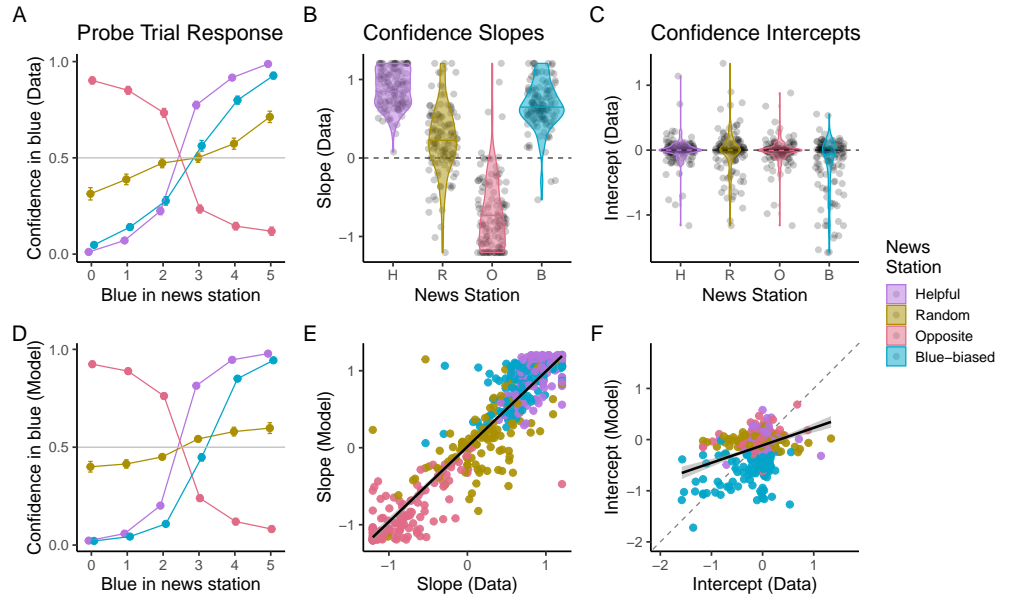 A
Probe Trial Response
Confidence in blue (Data)
1.0
0.5
0.0
0 1 2 3 4 5
Blue in news station
B
Confidence Slopes
Slope (Data)
1
0
−1
H R O B
News Station
C
Confidence Intercepts
Intercept (Data)
1
0
−1
H R O B
News Station
News
Station
Helpful
Random
Opposite
Blue−biased
D
Confidence in blue (Model)
1.0
0.5
0.0
0 1 2 3 4 5
Blue in news station
E
Slope (Model)
1
0
−1
−1 0 1
Slope (Data)
F
Intercept (Model)
1
0
−1
−2
−2 −1 0 1
Intercept (Data)